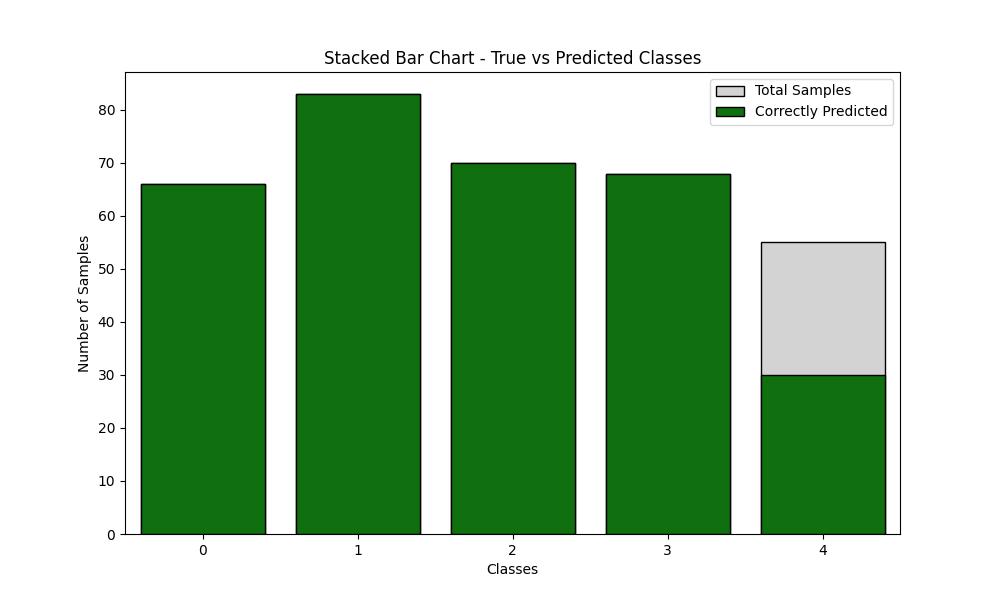 Stacked Bar Chart - True vs Predicted Classes
Total Samples
Correctly Predicted
Number of Samples
80
70
60
50
40
30
20
10
0
0 1 2 3 4
Classes